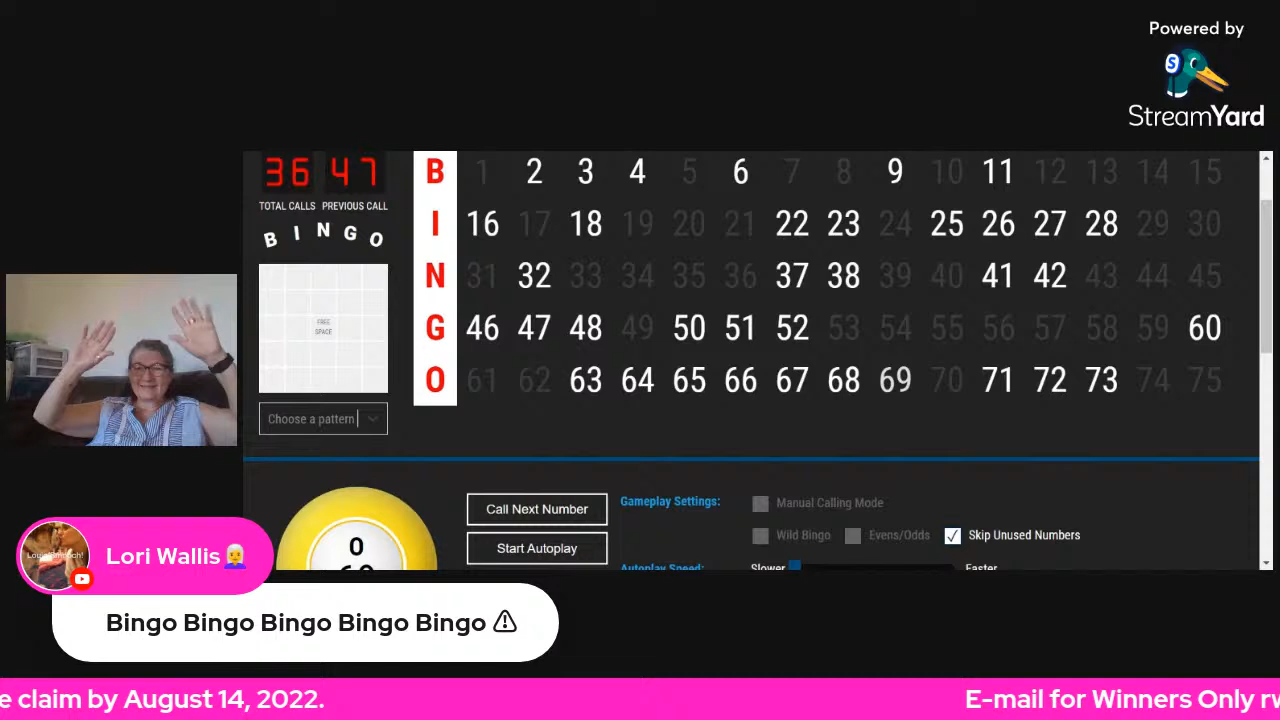 Powered by
S
StreamYard
36 47
TOTAL CALLS PREVIOUS CALL
B I N G O
FREE
SPACE
Choose a pattern
B 1 2 3 4 5 6 7 8 9 10 11 12 13 14 15
I 16 17 18 19 20 21 22 23 24 25 26 27 28 29 30
N 31 32 33 34 35 36 37 38 39 40 41 42 43 44 45
G 46 47 48 49 50 51 52 53 54 55 56 57 58 59 60
O 61 62 63 64 65 66 67 68 69 70 71 72 73 74 75
O
Call Next Number
Start Autoplay
Gameplay Settings:
Manual Calling Mode
Wild Bingo Evens/Odds Skip Unused Numbers
Autoplay Speed: Slower Faster
Lori Wallis
Bingo Bingo Bingo Bingo Bingo ⚠
e claim by August 14, 2022. E-mail for Winners Only